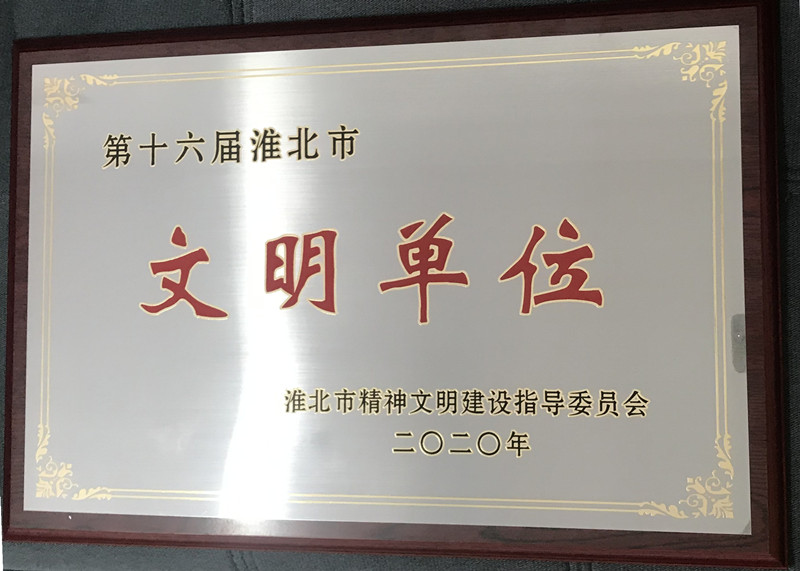 第十六届淮北市
文明单位
淮北市精神文明建设指导委员会
二〇二〇年